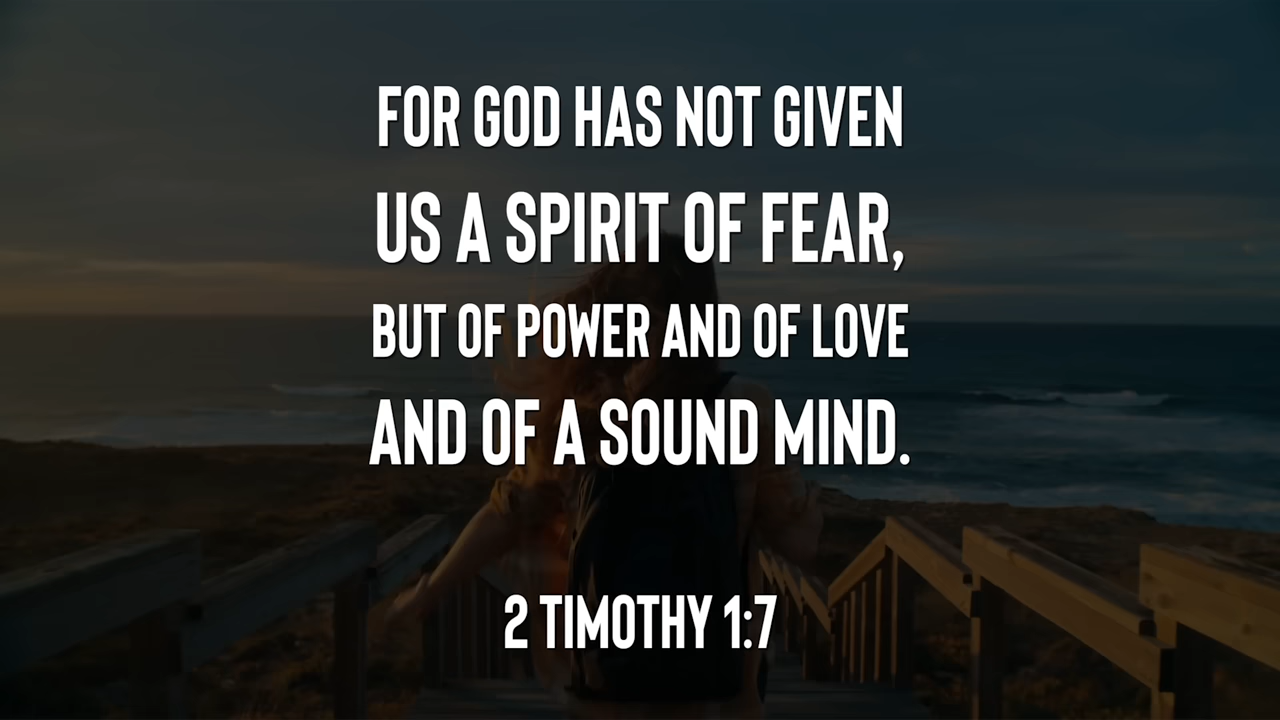 FOR GOD HAS NOT GIVEN
US A SPIRIT OF FEAR,
BUT OF POWER AND OF LOVE
AND OF A SOUND MIND.
2 TIMOTHY 1:7